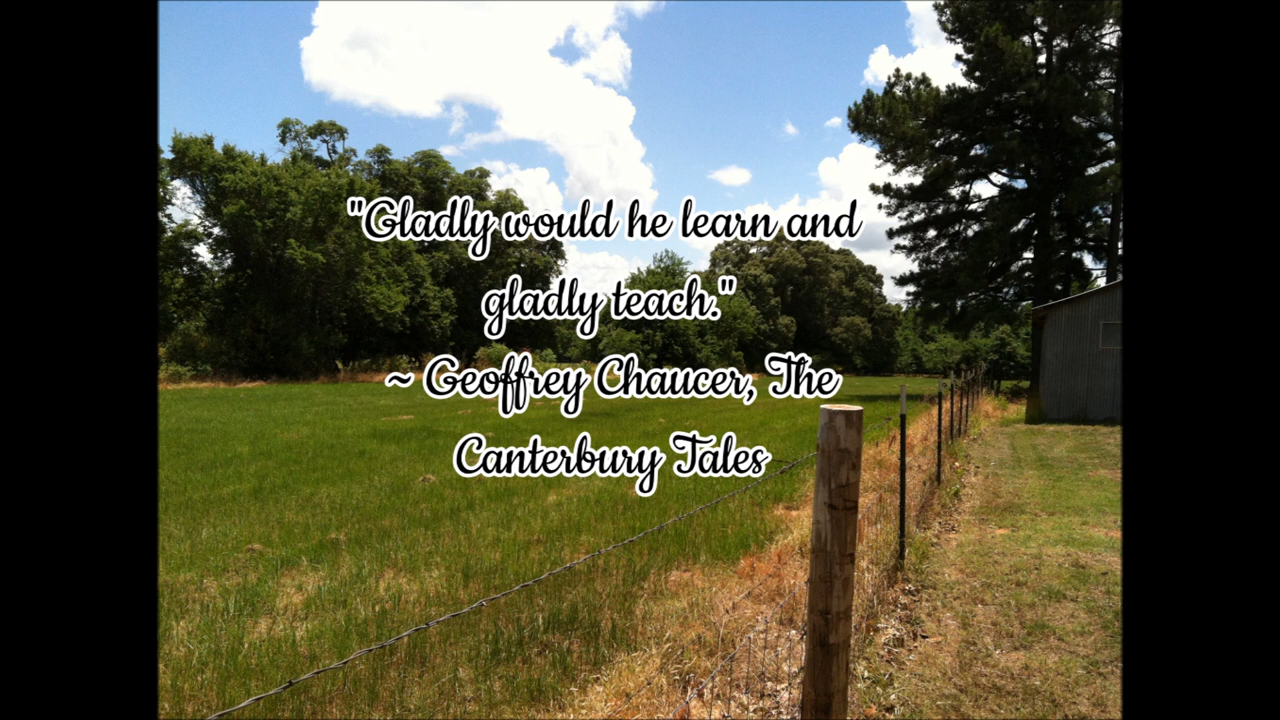 "Gladly would he learn and
gladly teach."
~ Geoffrey Chaucer, The
Canterbury Tales